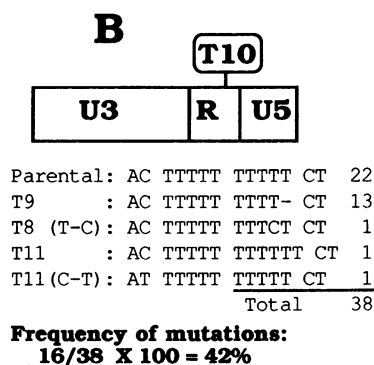 B
T10
U3 R U5
Parental: AC TTTTT TTTTT CT 22
T9 : AC TTTTT TTTT- CT 13
T8 (T-C): AC TTTTT TTTCT CT 1
T11 : AC TTTTT TTTTTT CT 1
T11(C-T): AT TTTTT TTTTT CT 1
Total 38
Frequency of mutations:
16/38 X 100 = 42%